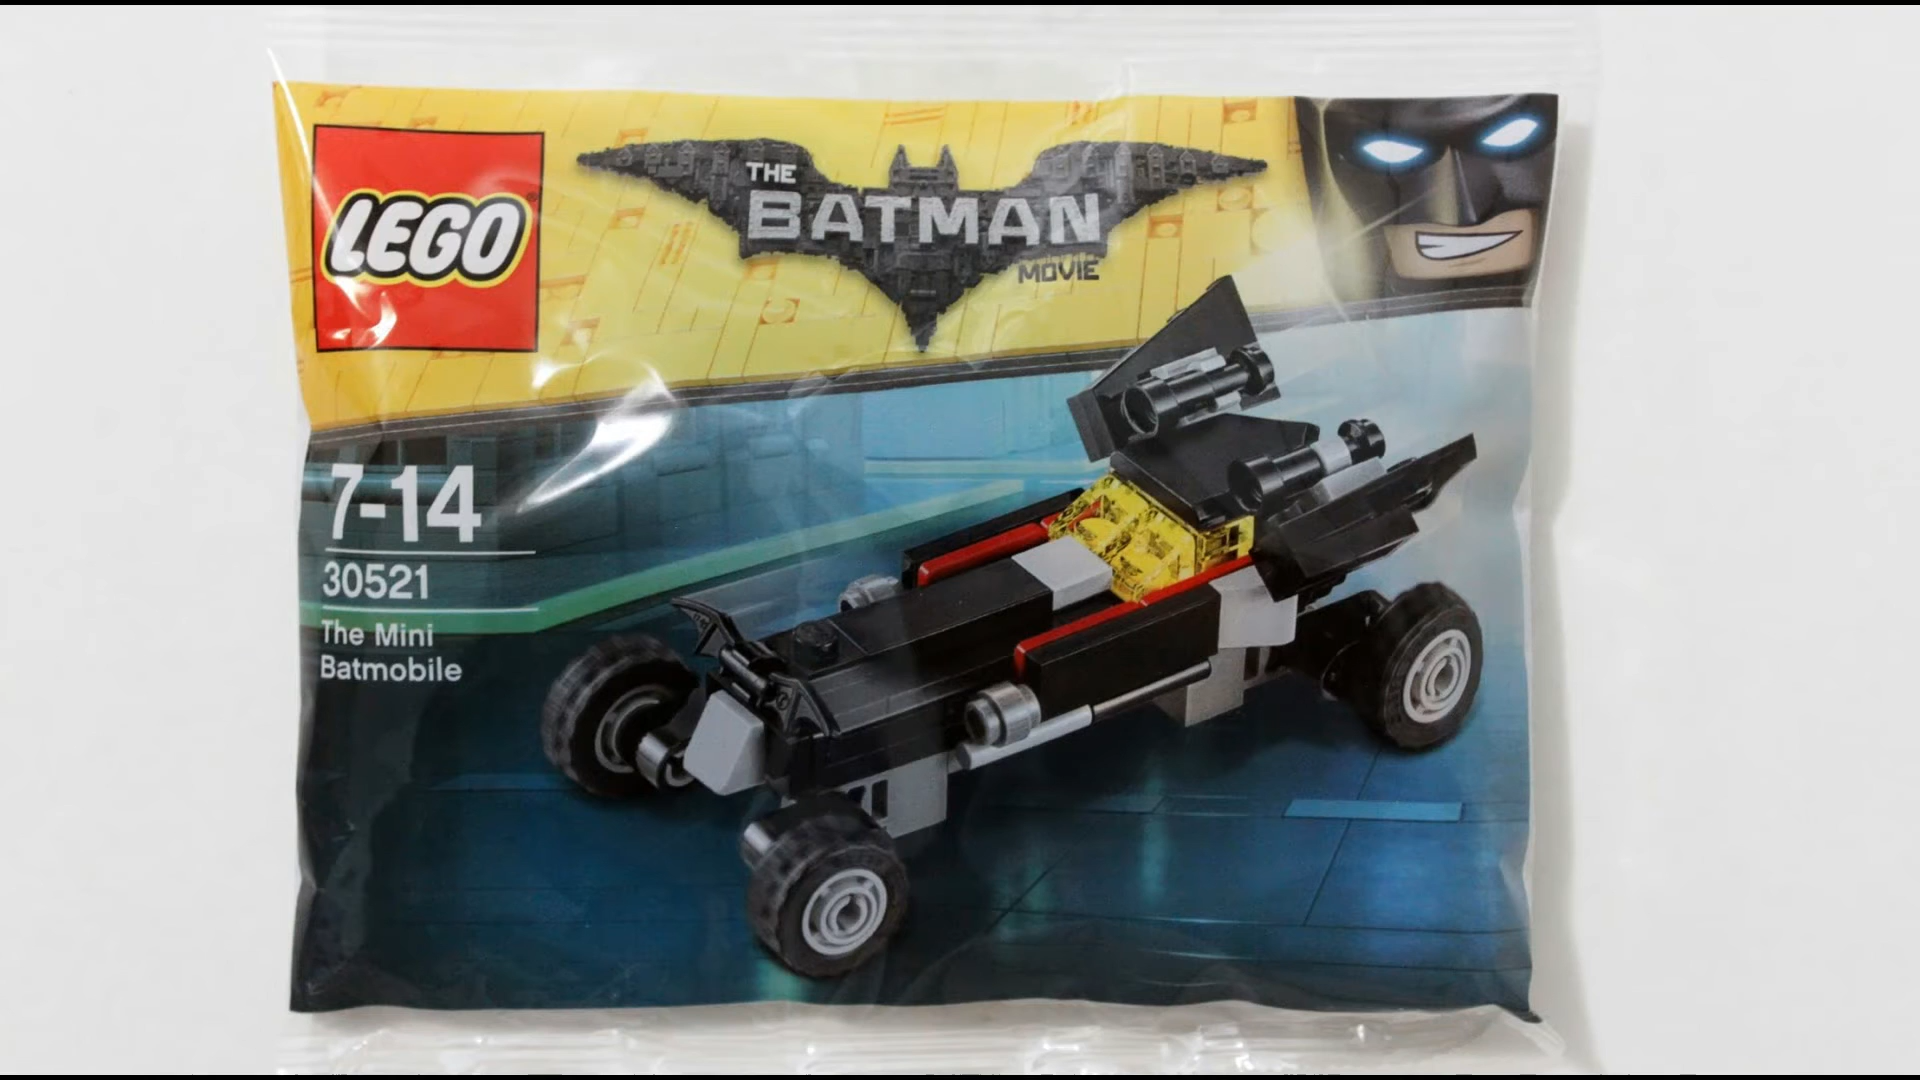 LEGO
THE
BATMAN
MOVIE
7-14
30521
The Mini
Batmobile